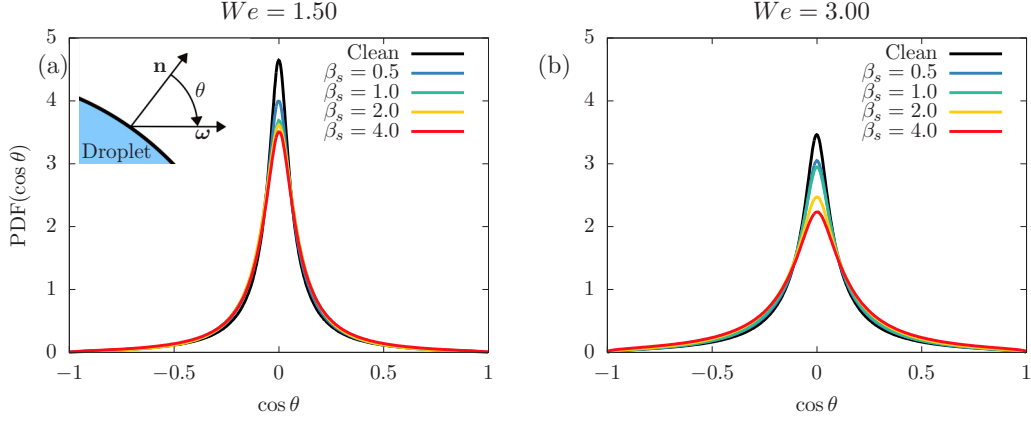 We = 1.50
(a)
n
θ
ω
Droplet
Clean
β_s = 0.5
β_s = 1.0
β_s = 2.0
β_s = 4.0
PDF(cos θ)
5
4
3
2
1
0
−1 −0.5 0 0.5 1
cos θ
We = 3.00
(b)
Clean
β_s = 0.5
β_s = 1.0
β_s = 2.0
β_s = 4.0
5
4
3
2
1
0
−1 −0.5 0 0.5 1
cos θ